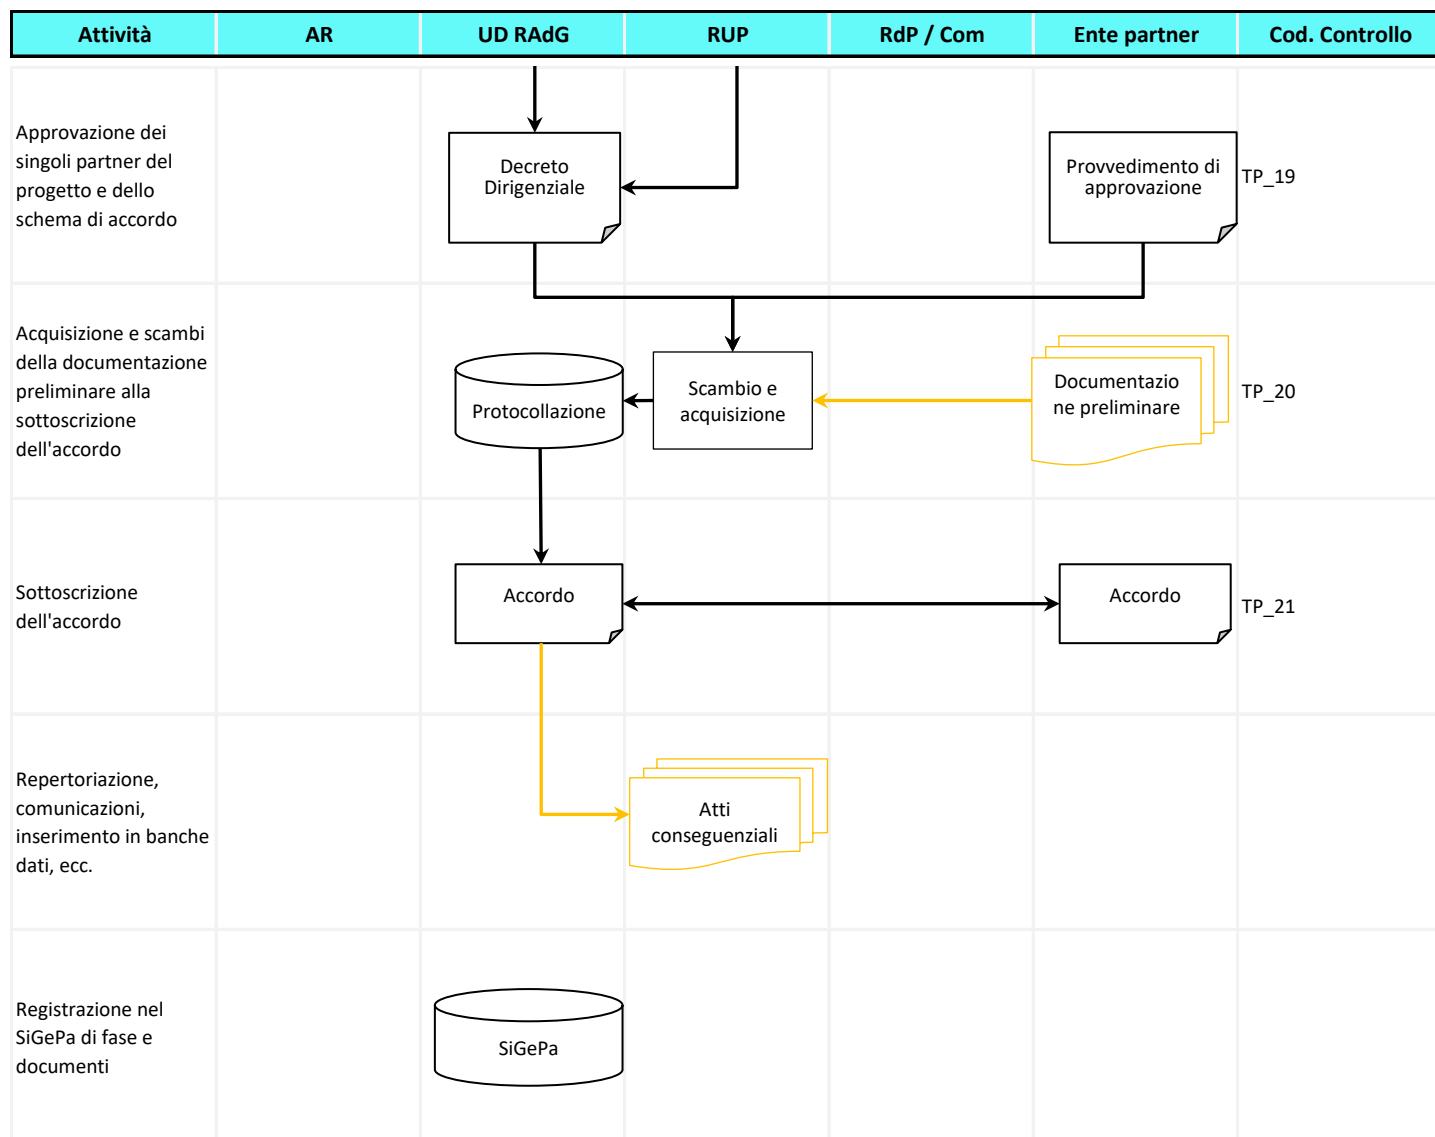 Attività AR UD RAdG RUP RdP / Com Ente partner Cod. Controllo
Approvazione dei
singoli partner del
progetto e dello
schema di accordo
Decreto
Dirigenziale
Provvedimento di
approvazione
TP_19
Acquisizione e scambi
della documentazione
preliminare alla
sottoscrizione
dell'accordo
Protocollazione
Scambio e
acquisizione
Documentazio
ne preliminare
TP_20
Sottoscrizione
dell'accordo
Accordo
Accordo
TP_21
Repertoriazione,
comunicazioni,
inserimento in banche
dati, ecc.
Atti
conseguenziali
Registrazione nel
SiGePa di fase e
documenti
SiGePa